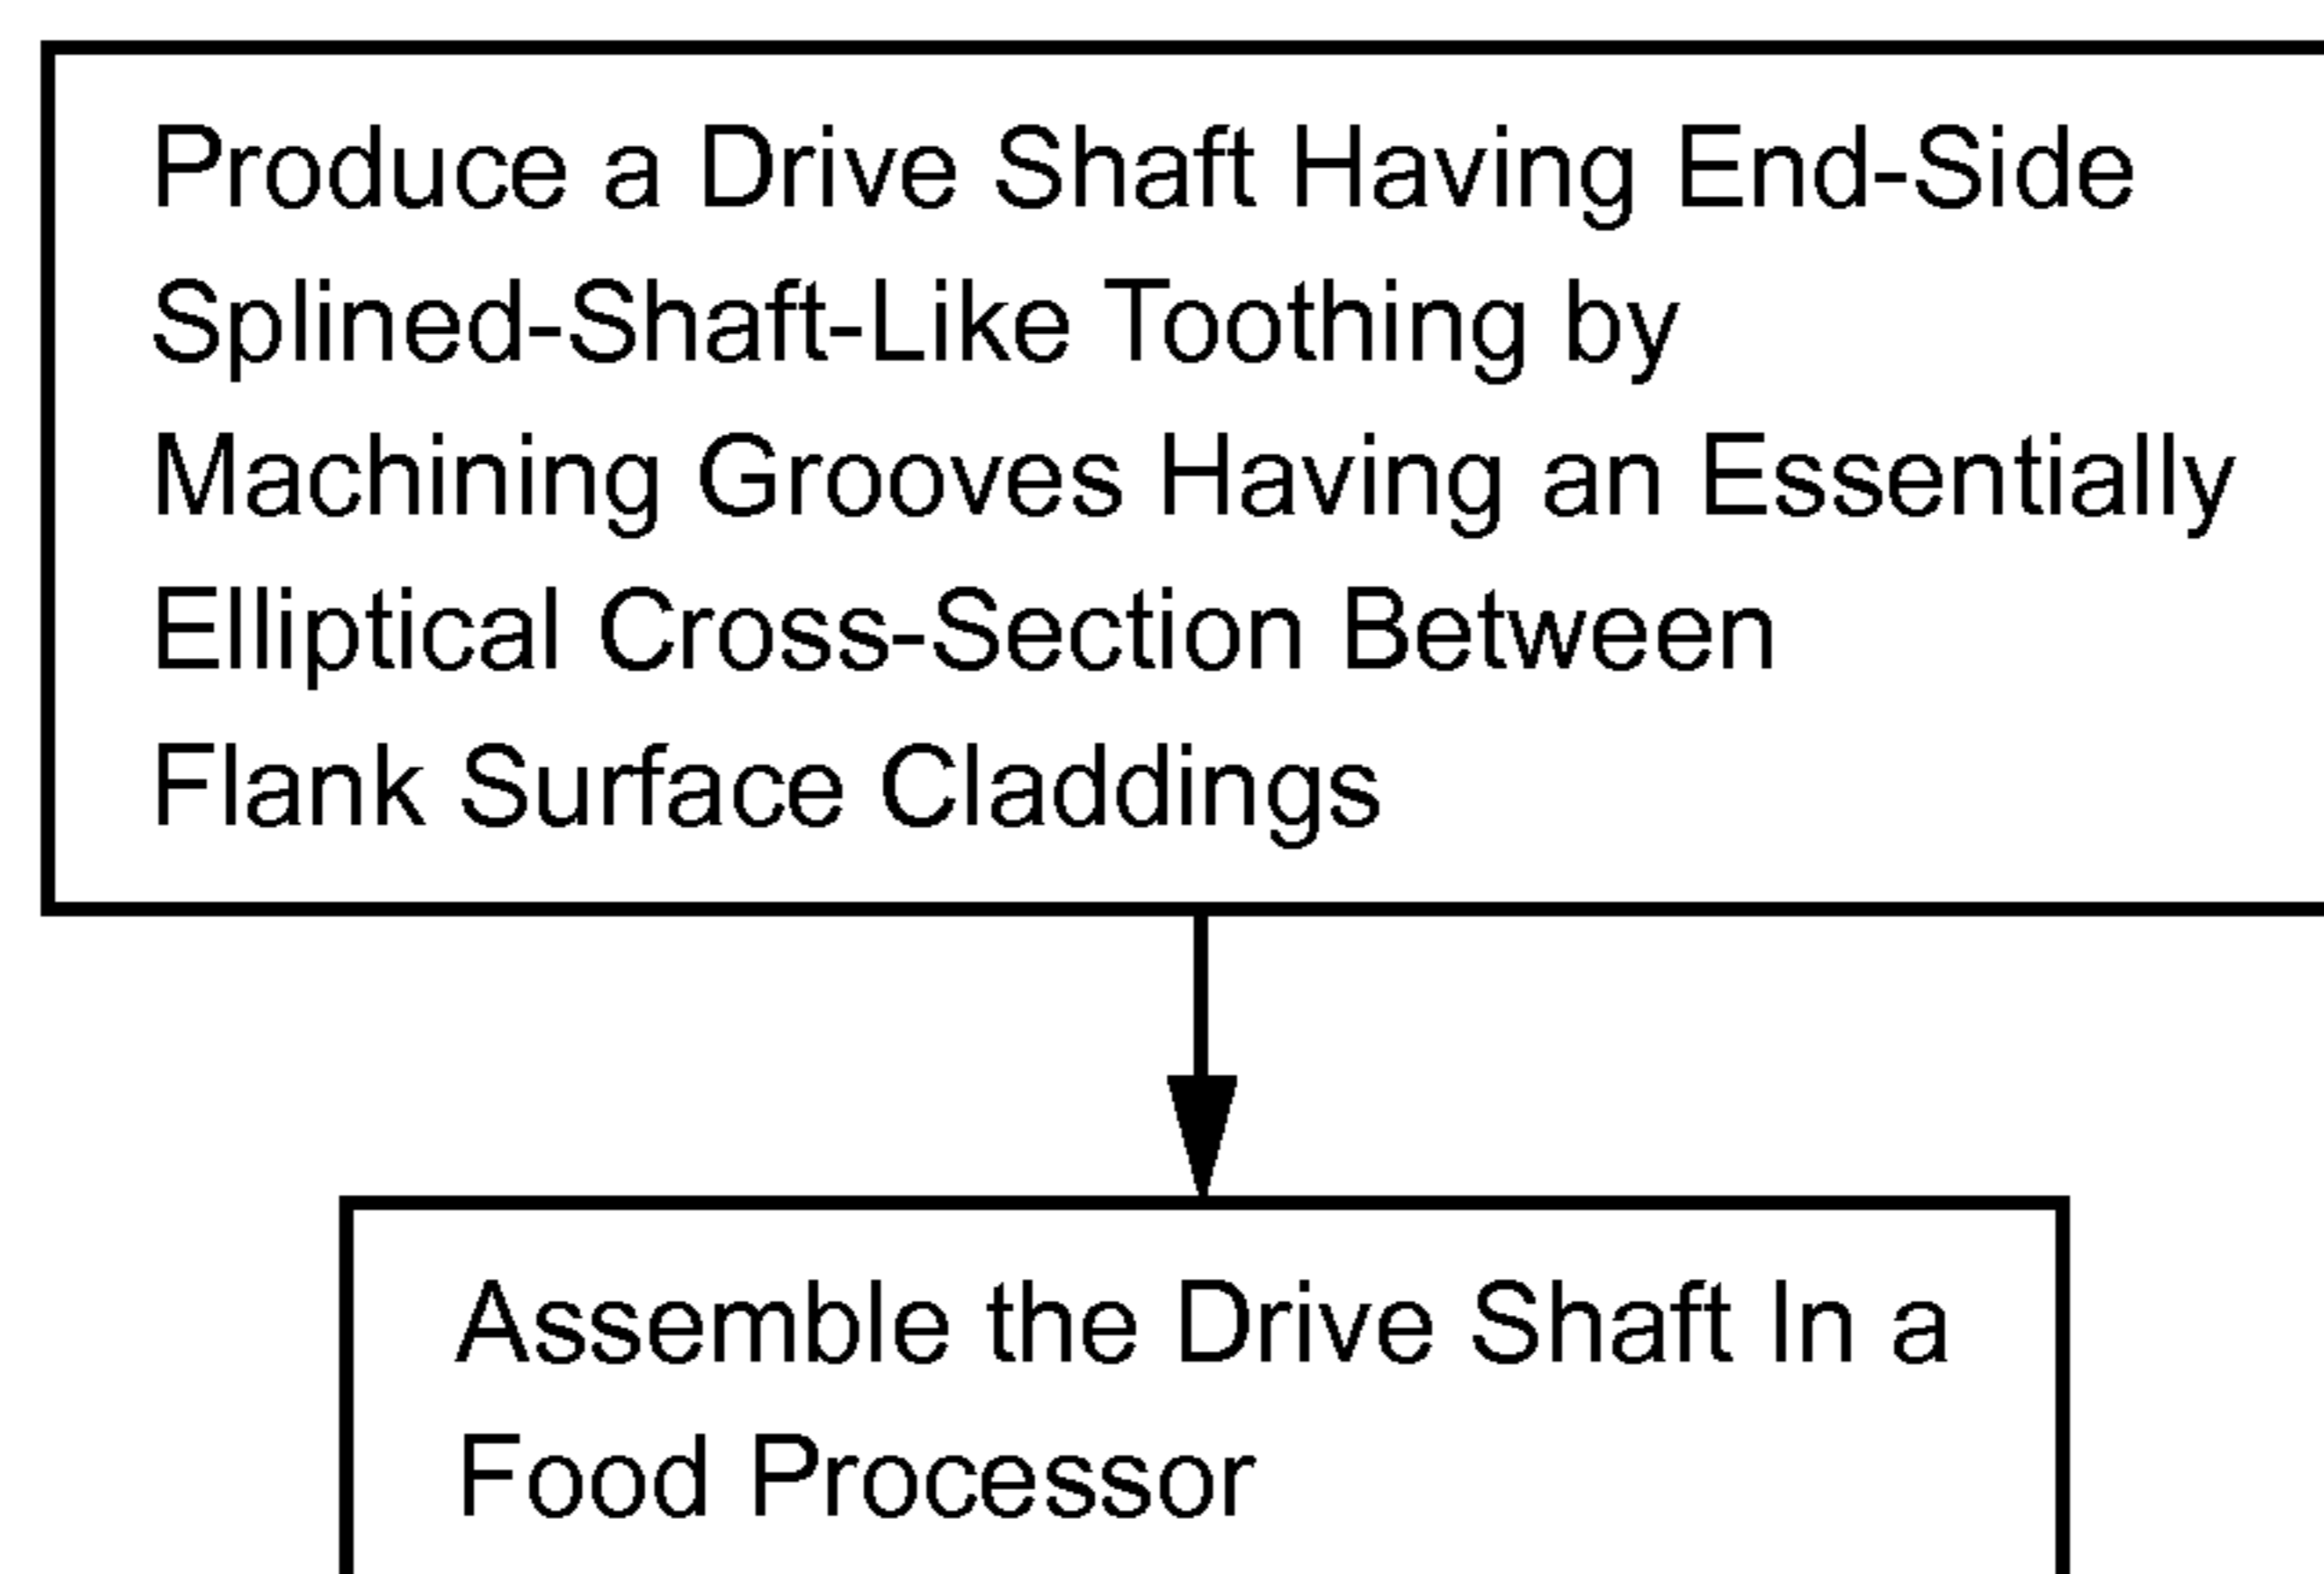 Produce a Drive Shaft Having End-Side
Splined-Shaft-Like Toothing by
Machining Grooves Having an Essentially
Elliptical Cross-Section Between
Flank Surface Claddings
Assemble the Drive Shaft In a
Food Processor